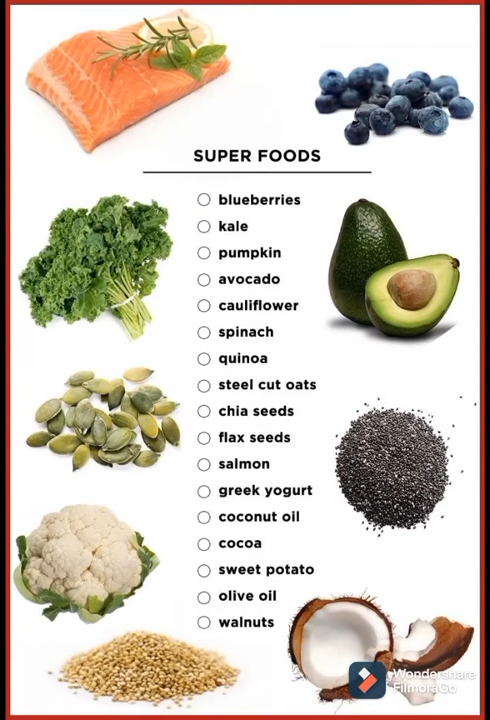 SUPER FOODS
blueberries
kale
pumpkin
avocado
cauliflower
spinach
quinoa
steel cut oats
chia seeds
flax seeds
salmon
greek yogurt
coconut oil
cocoa
sweet potato
olive oil
walnuts
Wondershare
FilmoraGo